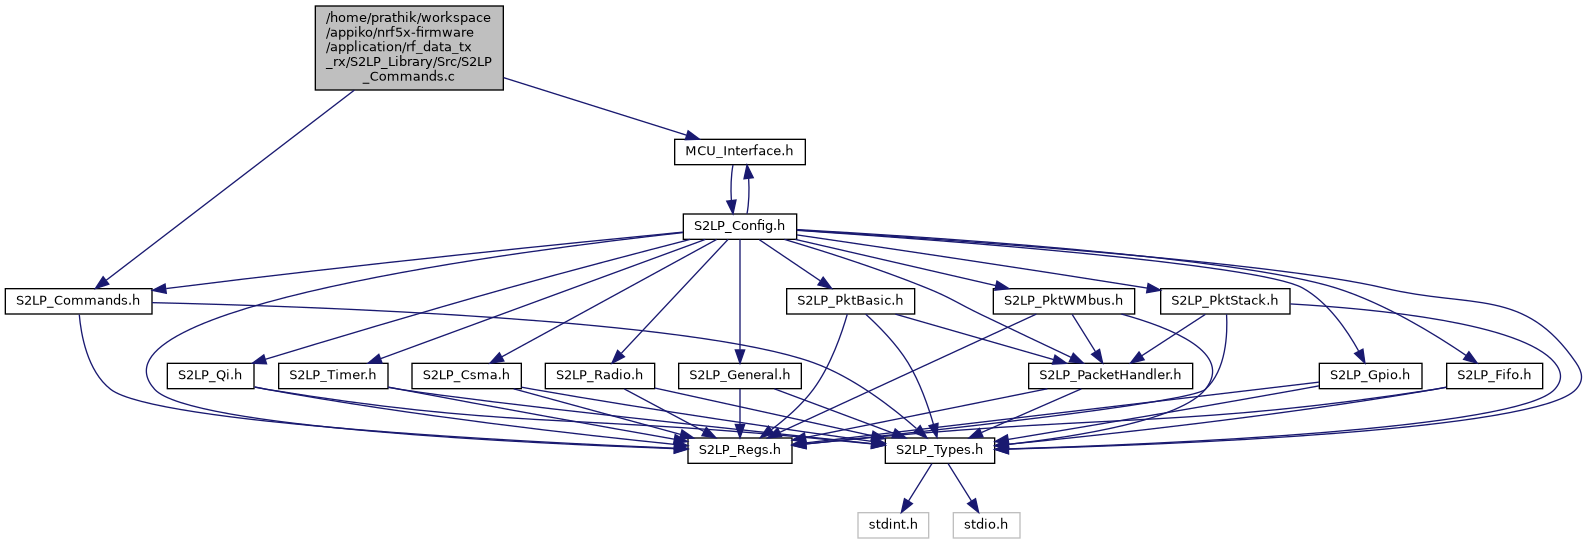 /home/prathik/workspace
/appiko/nrf5x-firmware
/application/rf_data_tx
_rx/S2LP_Library/Src/S2LP
_Commands.c
MCU_Interface.h
S2LP_Config.h
S2LP_Commands.h
S2LP_PktBasic.h
S2LP_PktWMbus.h
S2LP_PktStack.h
S2LP_Qi.h
S2LP_Timer.h
S2LP_Csma.h
S2LP_Radio.h
S2LP_General.h
S2LP_PacketHandler.h
S2LP_Gpio.h
S2LP_Fifo.h
S2LP_Regs.h
S2LP_Types.h
stdint.h
stdio.h